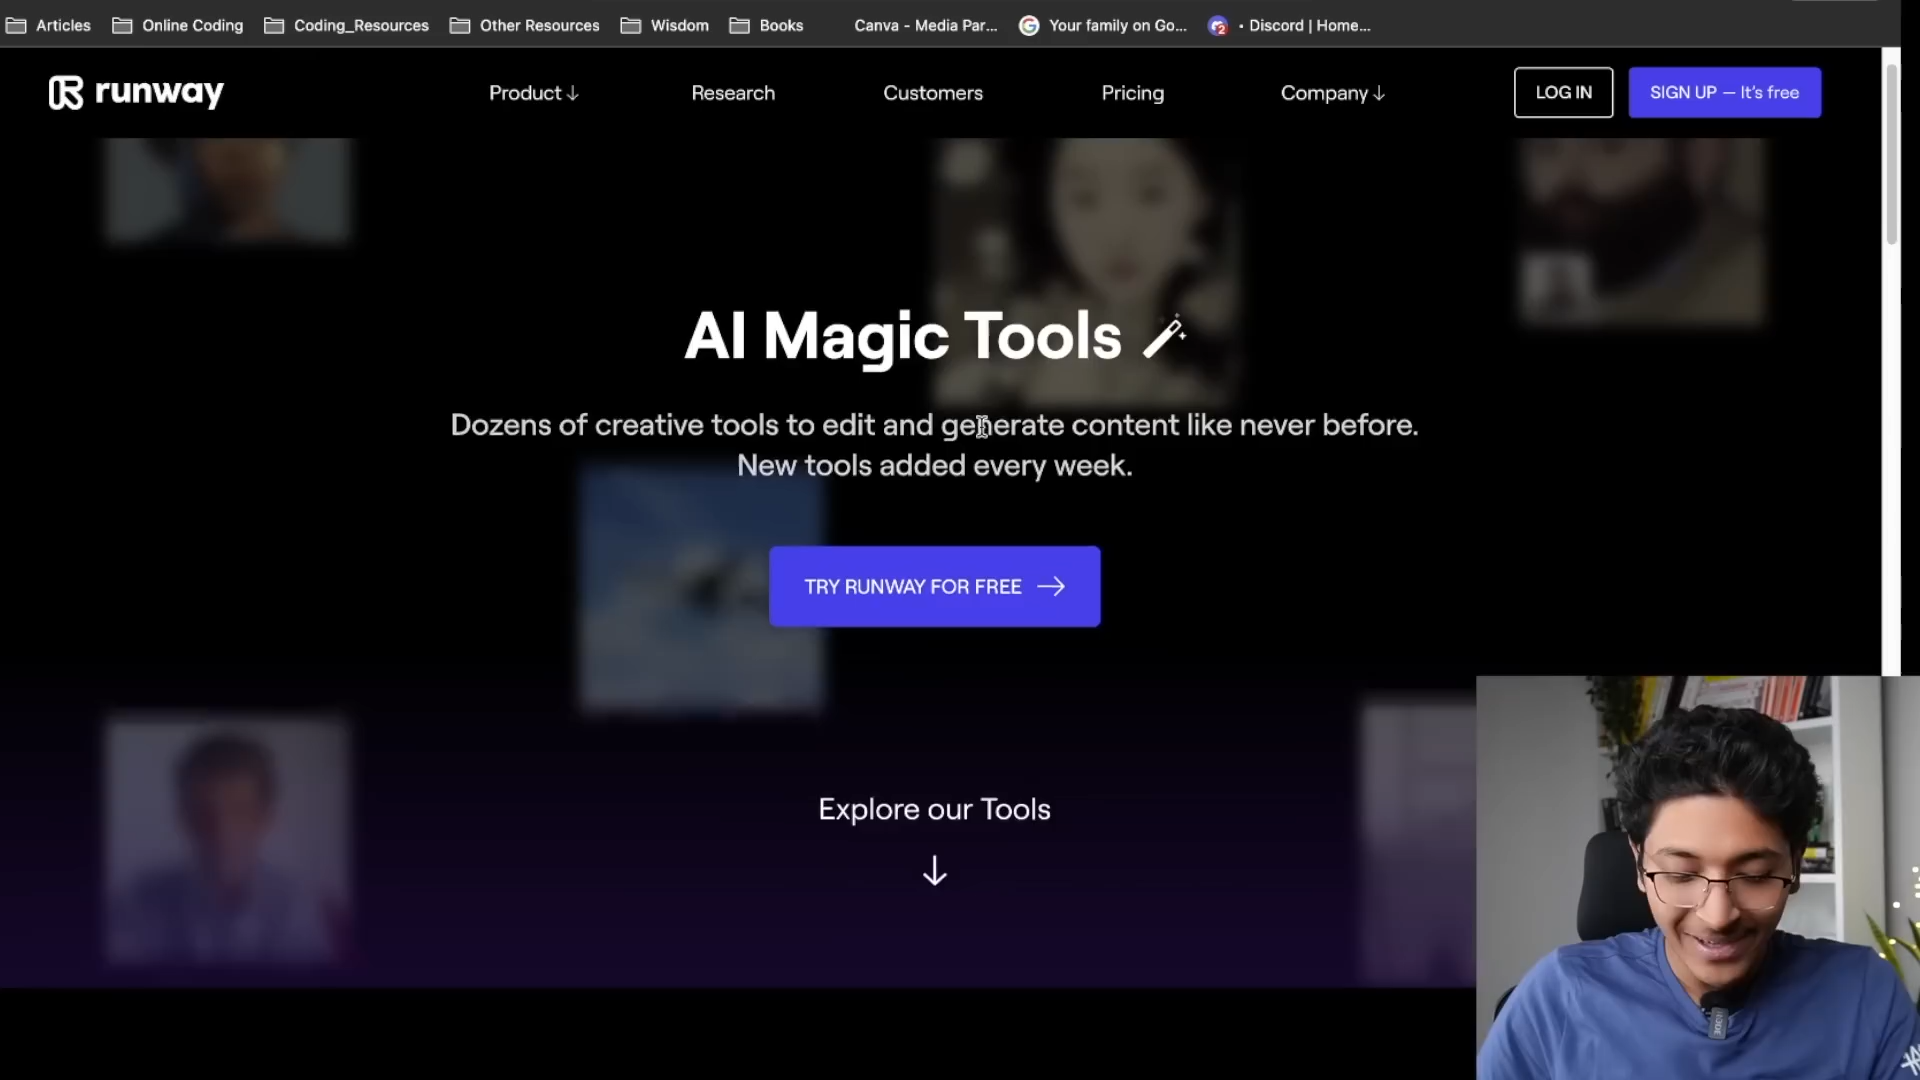 Articles
Online Coding
Coding_Resources
Other Resources
Wisdom
Books
Canva - Media Par...
Your family on Go...
2
• Discord | Home...
runway
Product
Research
Customers
Pricing
Company
LOG IN
SIGN UP — It's free
AI Magic Tools
Dozens of creative tools to edit and generate content like never before.
New tools added every week.
TRY RUNWAY FOR FREE
Explore our Tools